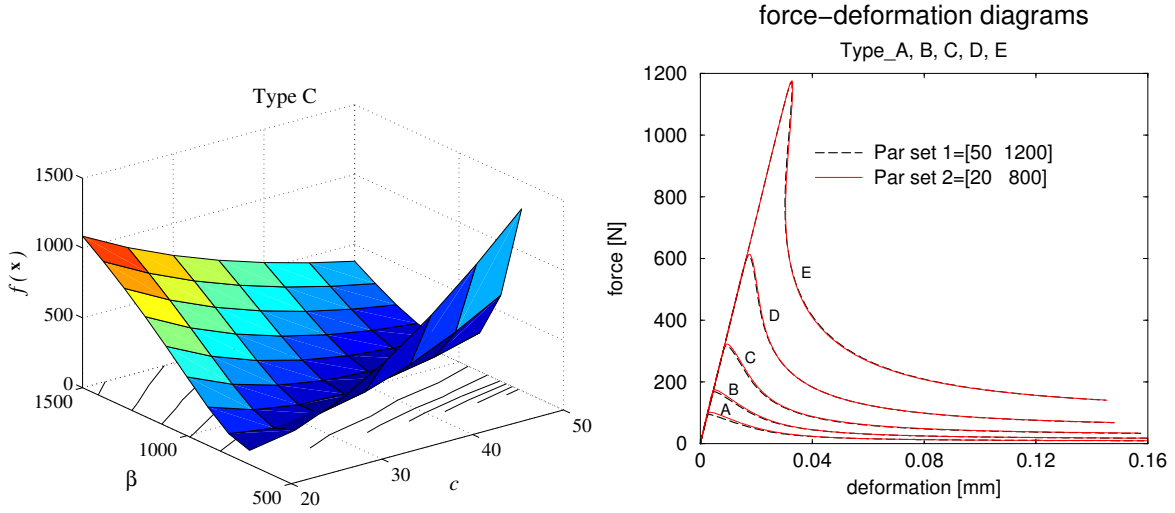 Type C
1500
1000
500
0
f ( x )
1500
1000
500
β
20
30
40
50
c
force−deformation diagrams
Type_A, B, C, D, E
1200
1000
800
600
400
200
0
force [N]
Par set 1=[50 1200]
Par set 2=[20 800]
E
D
C
B
A
0
0.04
0.08
0.12
0.16
deformation [mm]